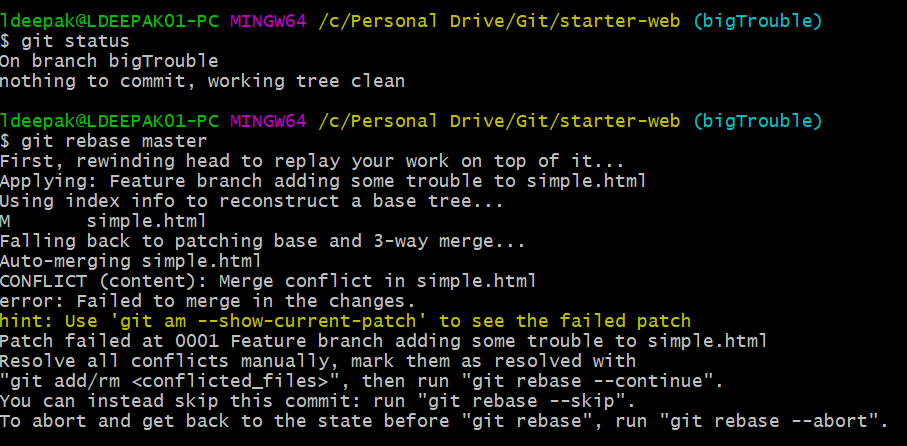 ldeepak@LDEEPAK01-PC MINGW64 /c/Personal Drive/Git/starter-web (bigTrouble)
$ git status
On branch bigTrouble
nothing to commit, working tree clean
ldeepak@LDEEPAK01-PC MINGW64 /c/Personal Drive/Git/starter-web (bigTrouble)
$ git rebase master
First, rewinding head to replay your work on top of it...
Applying: Feature branch adding some trouble to simple.html
Using index info to reconstruct a base tree...
M       simple.html
Falling back to patching base and 3-way merge...
Auto-merging simple.html
CONFLICT (content): Merge conflict in simple.html
error: Failed to merge in the changes.
hint: Use 'git am --show-current-patch' to see the failed patch
Patch failed at 0001 Feature branch adding some trouble to simple.html
Resolve all conflicts manually, mark them as resolved with
"git add/rm <conflicted_files>", then run "git rebase --continue".
You can instead skip this commit: run "git rebase --skip".
To abort and get back to the state before "git rebase", run "git rebase --abort".